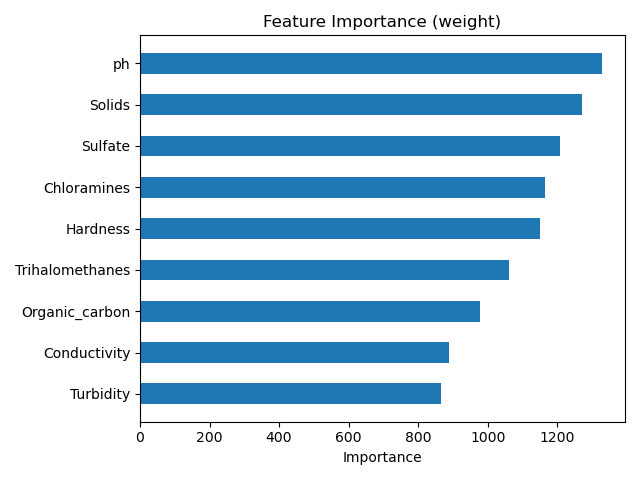 Feature Importance (weight)
ph
Solids
Sulfate
Chloramines
Hardness
Trihalomethanes
Organic_carbon
Conductivity
Turbidity
0 200 400 600 800 1000 1200
Importance